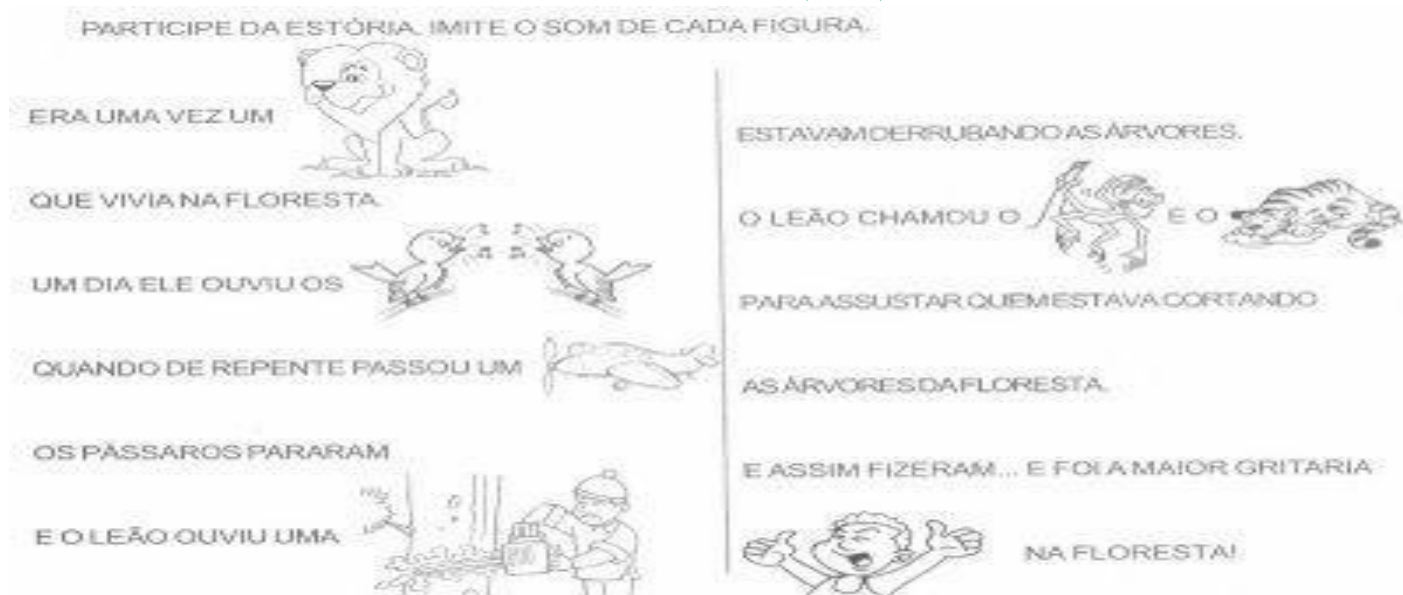 PARTICIPE DA ESTÓRIA. IMITE O SOM DE CADA FIGURA.
ERA UMA VEZ UM
QUE VIVIA NA FLORESTA.
UM DIA ELE OUVIU OS
QUANDO DE REPENTE PASSOU UM
OS PÁSSAROS PARARAM
E O LEÃO OUVIU UMA
ESTAVAM DERRUBANDO AS ÁRVORES.
O LEÃO CHAMOU O E O
PARA ASSUSTAR QUEM ESTAVA CORTANDO
AS ÁRVORES DA FLORESTA.
E ASSIM FIZERAM... E FOI A MAIOR GRITARIA
NA FLORESTA!